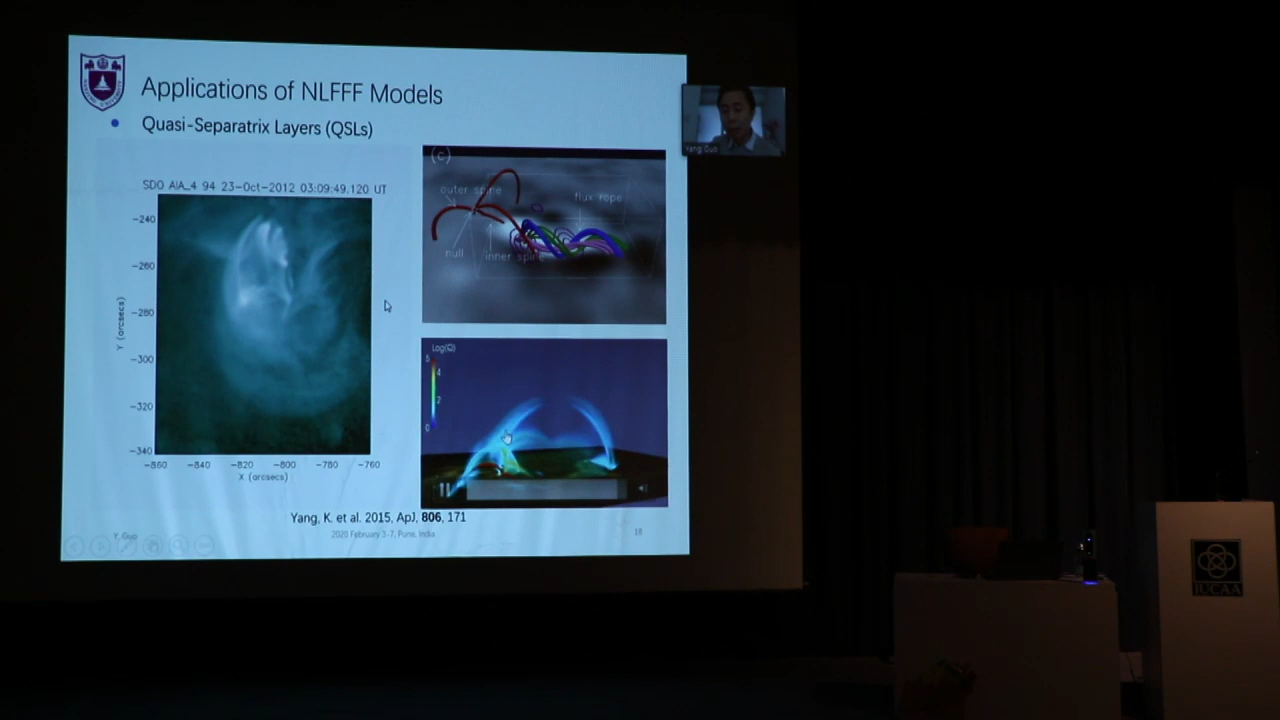 Applications of NLFFF Models
Quasi-Separatrix Layers (QSLs)
SDO AIA_4 94 23-Oct-2012 03:09:49.120 UT
-240
-260
-280
-300
-320
-340
Y (arcsecs)
-860 -840 -820 -800 -780 -760
X (arcsecs)
(c)
outer spine
flux rope
null
inner spine
Log(Q)
5
4
2
0
Yang, K. et al. 2015, ApJ, 806, 171
Y. Guo
2020 February 3-7, Pune, India
18
Yang Guo
IUCAA